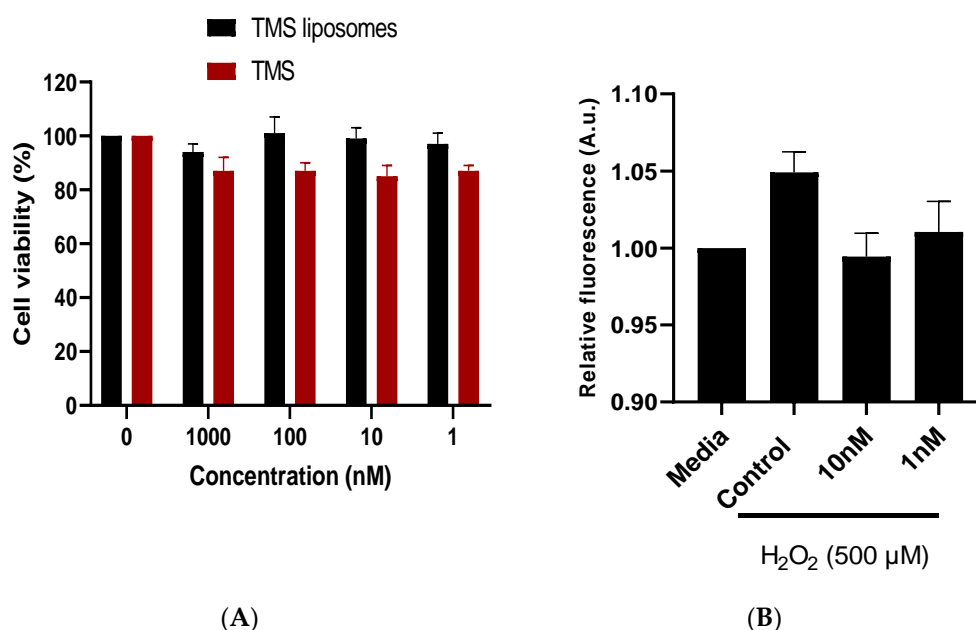 TMS liposomes
TMS
Cell viability (%)
120
100
80
60
40
20
0
0 1000 100 10 1
Concentration (nM)
(A)
Relative fluorescence (A.u.)
1.10
1.05
1.00
0.95
0.90
Media Control 10nM 1nM
H₂O₂ (500 µM)
(B)